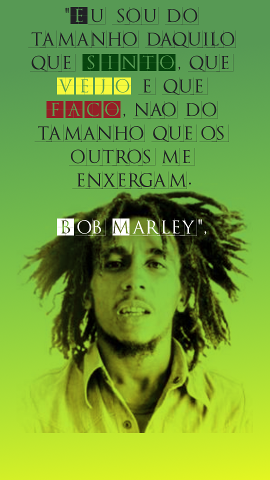 "EU SOU DO
TAMANHO DAQUILO
QUE SINTO, QUE
VEJO E QUE
FAÇO, NAO DO
TAMANHO QUE OS
OUTROS ME
ENXERGAM.
BOB MARLEY",